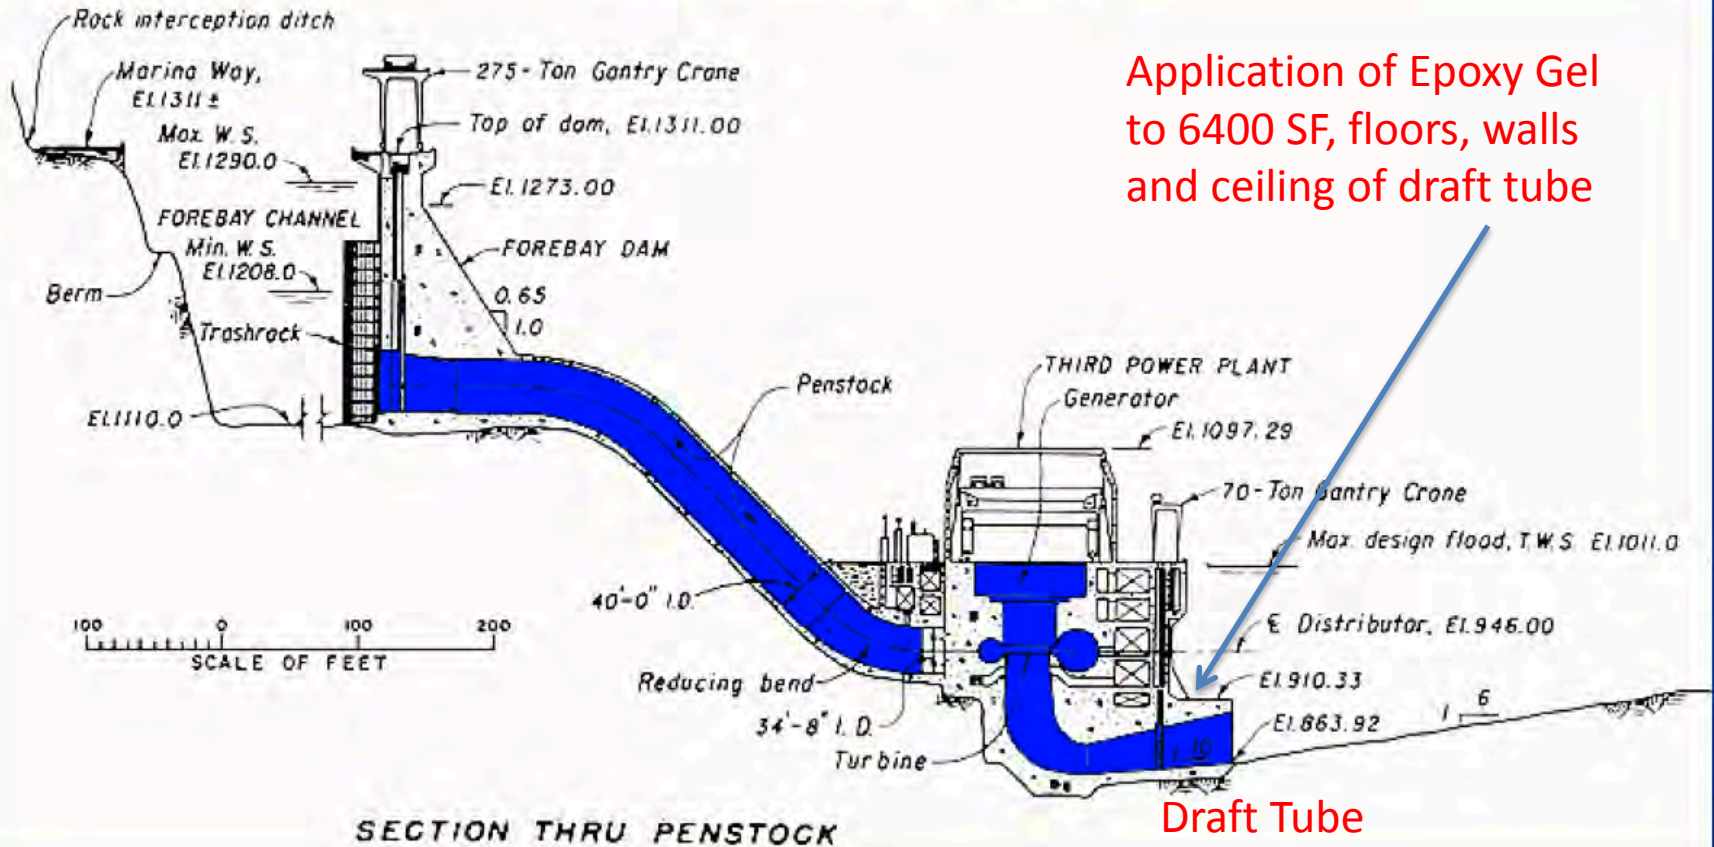 Rock interception ditch
Marina Way,
El.1311 ±
Max. W. S.
El.1290.0
FOREBAY CHANNEL
Min. W. S.
El.1208.0
Berm
Trashrack
El.1110.0
275-Ton Gantry Crane
Top of dam, El.1311.00
El.1273.00
FOREBAY DAM
0.65
1.0
Application of Epoxy Gel
to 6400 SF, floors, walls
and ceiling of draft tube
Penstock
THIRD POWER PLANT
Generator
El.1097.29
70-Ton Gantry Crane
Max. design flood, T.W.S. El.1011.0
℄ Distributor, El.946.00
El.910.33
El.863.92
1
6
1
10
40'-0" I.D.
Reducing bend
34'-8" I.D.
Turbine
100 0 100 200
SCALE OF FEET
Draft Tube
SECTION THRU PENSTOCK